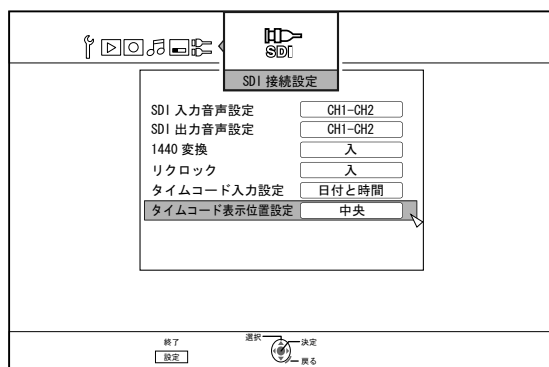 SDI
SDI 接続設定
SDI 入力音声設定 CH1-CH2
SDI 出力音声設定 CH1-CH2
1440 変換 入
リクロック 入
タイムコード入力設定 日付と時間
タイムコード表示位置設定 中央
終了 選択 決定
設定 戻る